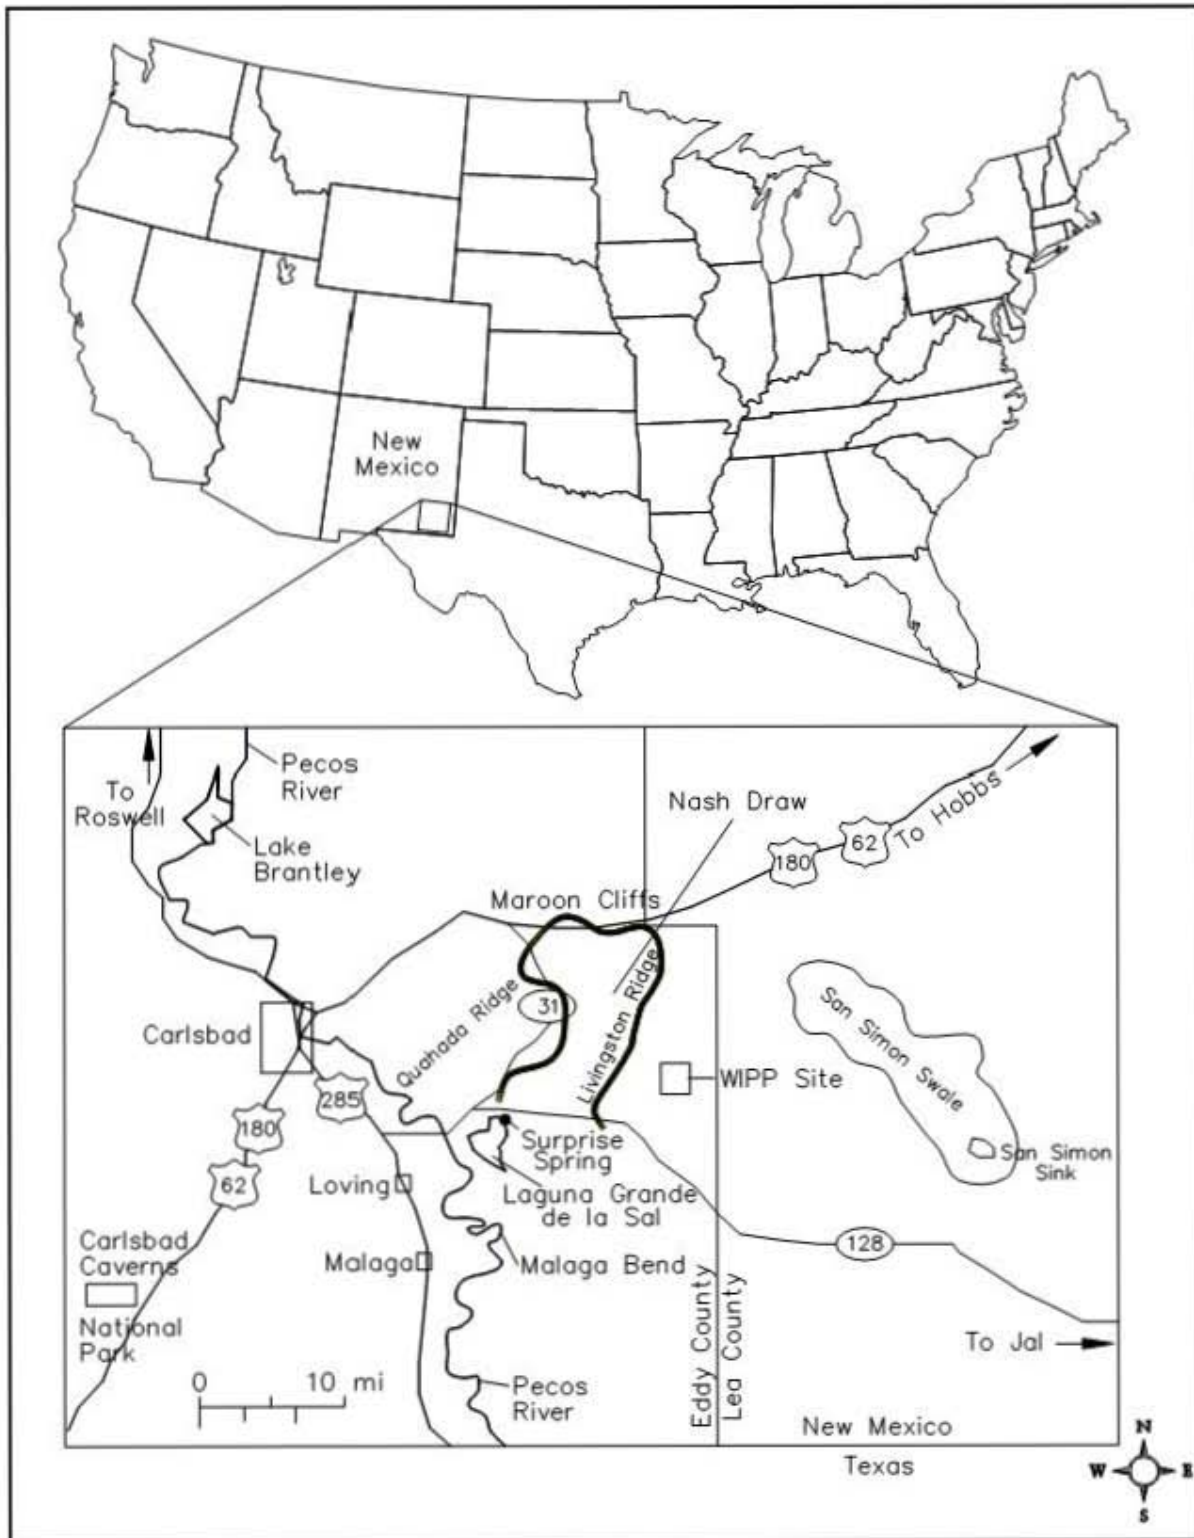 New
Mexico
Pecos
River
To
Roswell
Lake
Brantley
Nash Draw
To Hobbs
62
180
Maroon Cliffs
Quahada Ridge
31
Livingston Ridge
San Simon Swale
Carlsbad
WIPP Site
285
180
62
Surprise
Spring
San Simon
Sink
Loving
Laguna Grande
de la Sal
Carlsbad
Caverns
National
Park
Malaga
Malaga Bend
128
Eddy County
Lea County
To Jal
0 10 mi
Pecos
River
New Mexico
Texas
N
W E
S